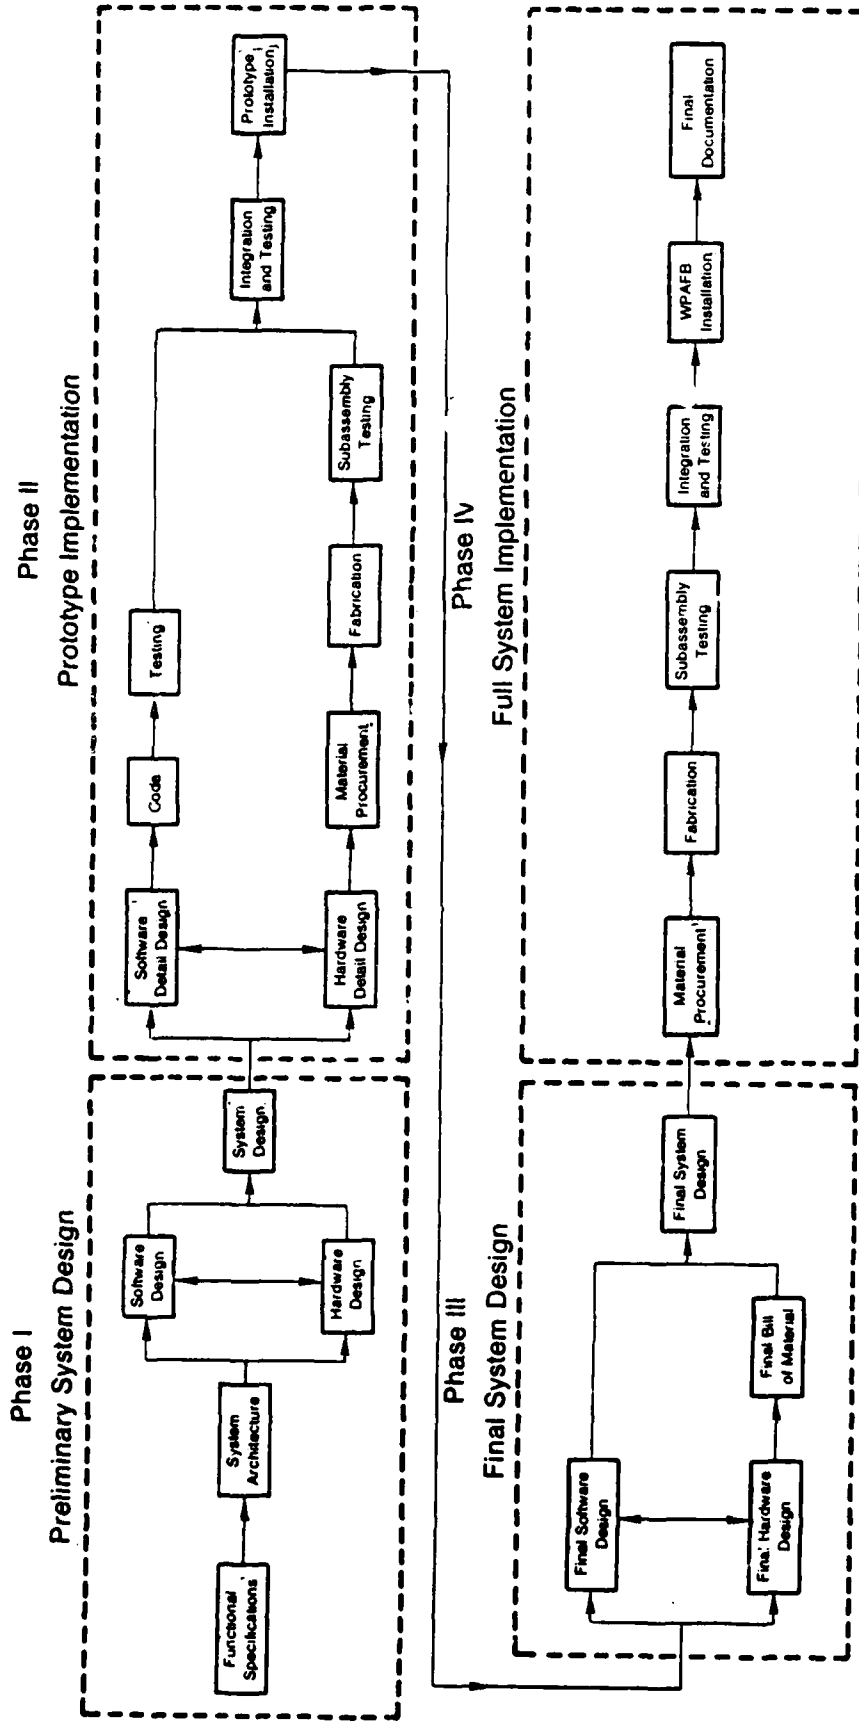 Phase I
Preliminary System Design
Functional
Specifications
System
Architecture
Software
Design
Hardware
Design
System
Design
Phase II
Prototype Implementation
Software
Detail Design
Hardware
Detail Design
Code
Testing
Material
Procurement
Fabrication
Subassembly
Testing
Integration
and Testing
Prototype
Installation
Phase III
Final System Design
Final Software
Design
Final Hardware
Design
Final Bill
of Material
Final System
Design
Phase IV
Full System Implementation
Material
Procurement
Fabrication
Subassembly
Testing
Integration
and Testing
WPAFB
Installation
Final
Documentation